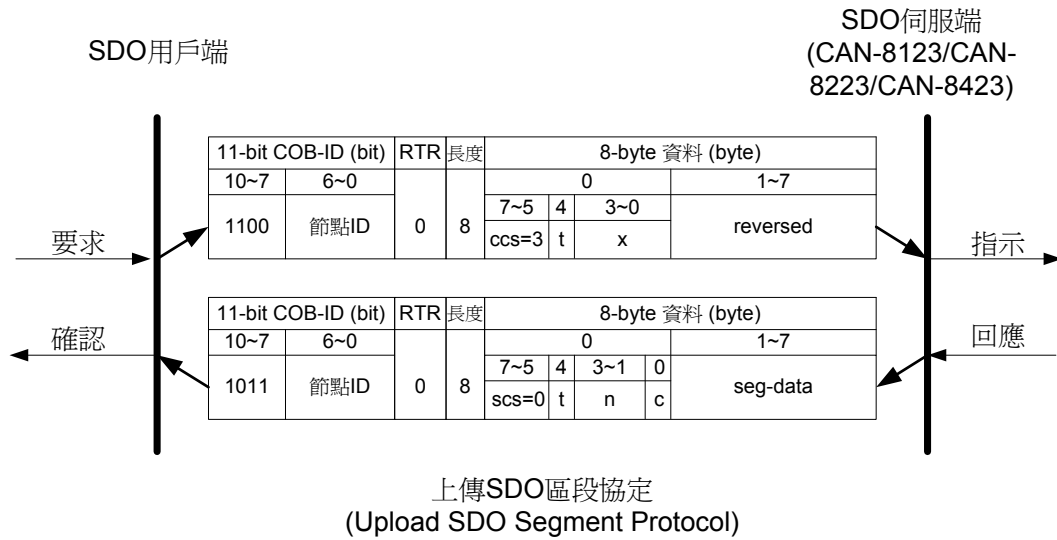 SDO用戶端
SDO伺服端
(CAN-8123/CAN-
8223/CAN-8423)
11-bit COB-ID (bit) RTR 長度 8-byte 資料 (byte)
10~7 6~0 0 1~7
7~5 4 3~0
1100 節點ID 0 8 reversed
ccs=3 t x
要求
指示
11-bit COB-ID (bit) RTR 長度 8-byte 資料 (byte)
10~7 6~0 0 1~7
7~5 4 3~1 0
1011 節點ID 0 8 seg-data
scs=0 t n c
確認
回應
上傳SDO區段協定
(Upload SDO Segment Protocol)